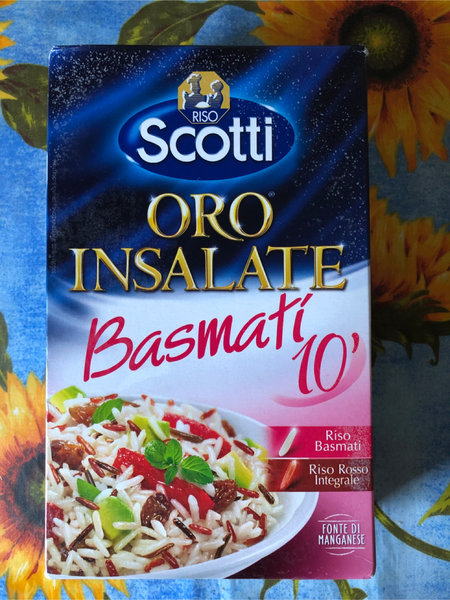 RISO
Scotti
ORO®
INSALATE
Basmati
10'
Riso
Basmati
Riso Rosso
Integrale
FONTE DI
MANGANESE